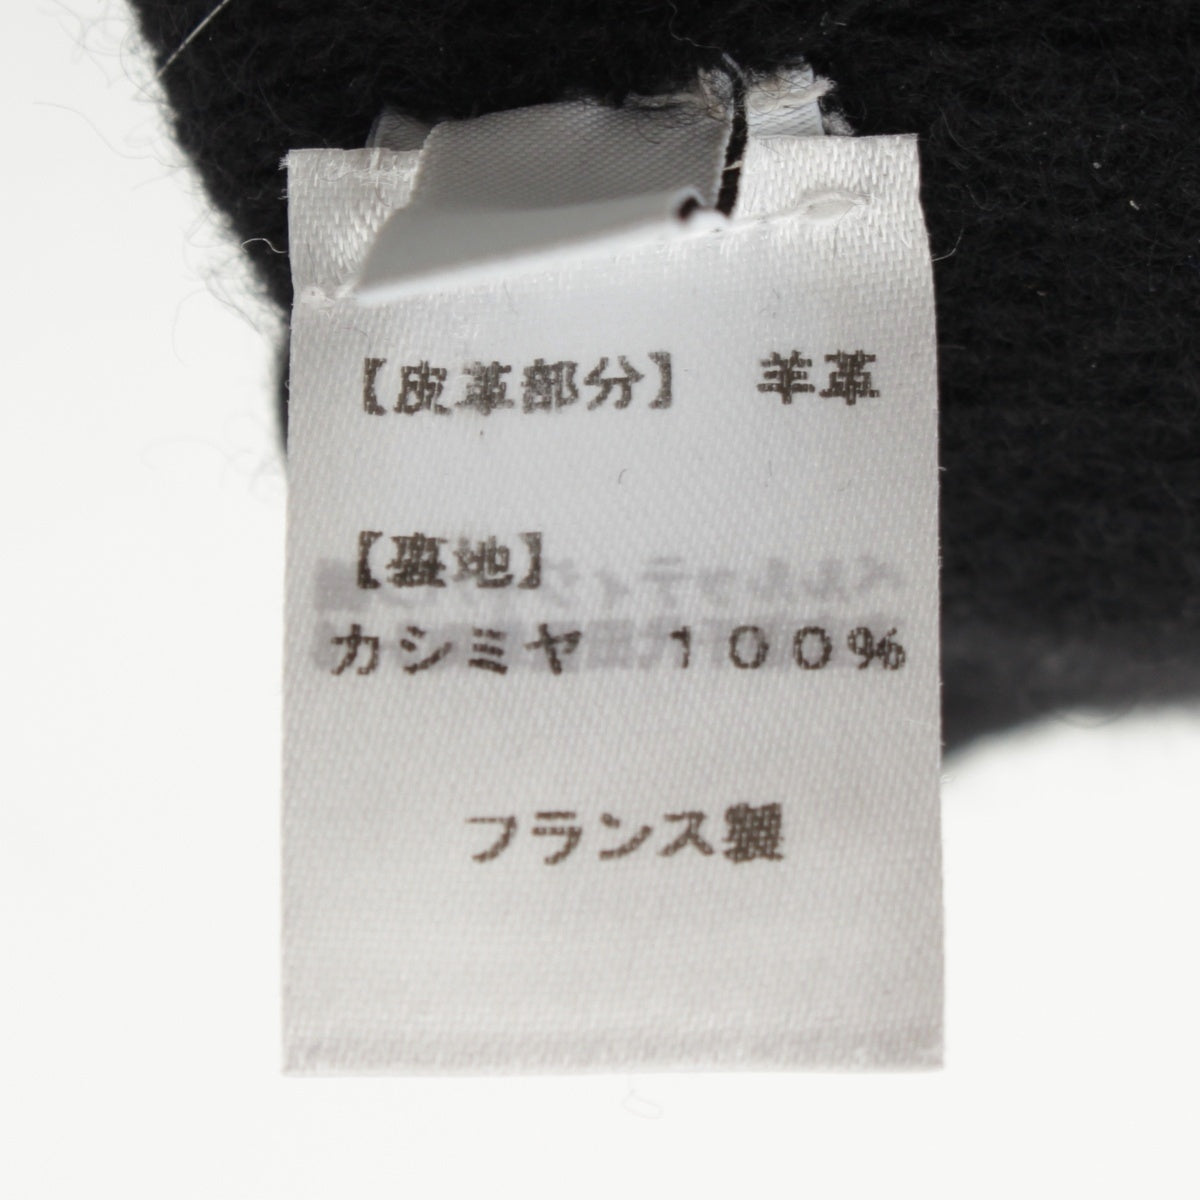 【皮革部分】　羊革
【裏地】
カシミヤ　１００％
フランス製